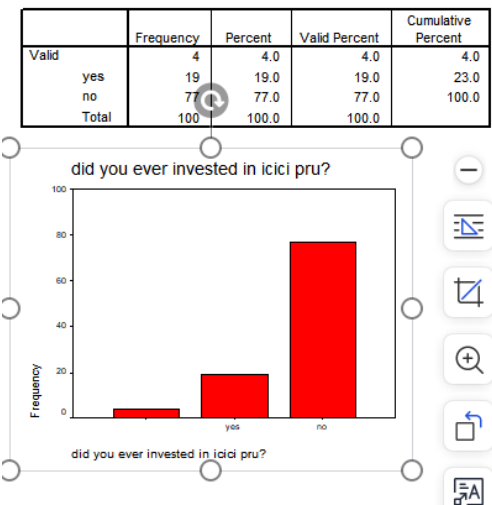 Cumulative
Frequency Percent Valid Percent Percent
Valid 4 4.0 4.0 4.0
yes 19 19.0 19.0 23.0
no 77 77.0 77.0 100.0
Total 100 100.0 100.0
did you ever invested in icici pru?
100
80
60
40
20
0
Frequency
yes no
did you ever invested in icici pru?
A